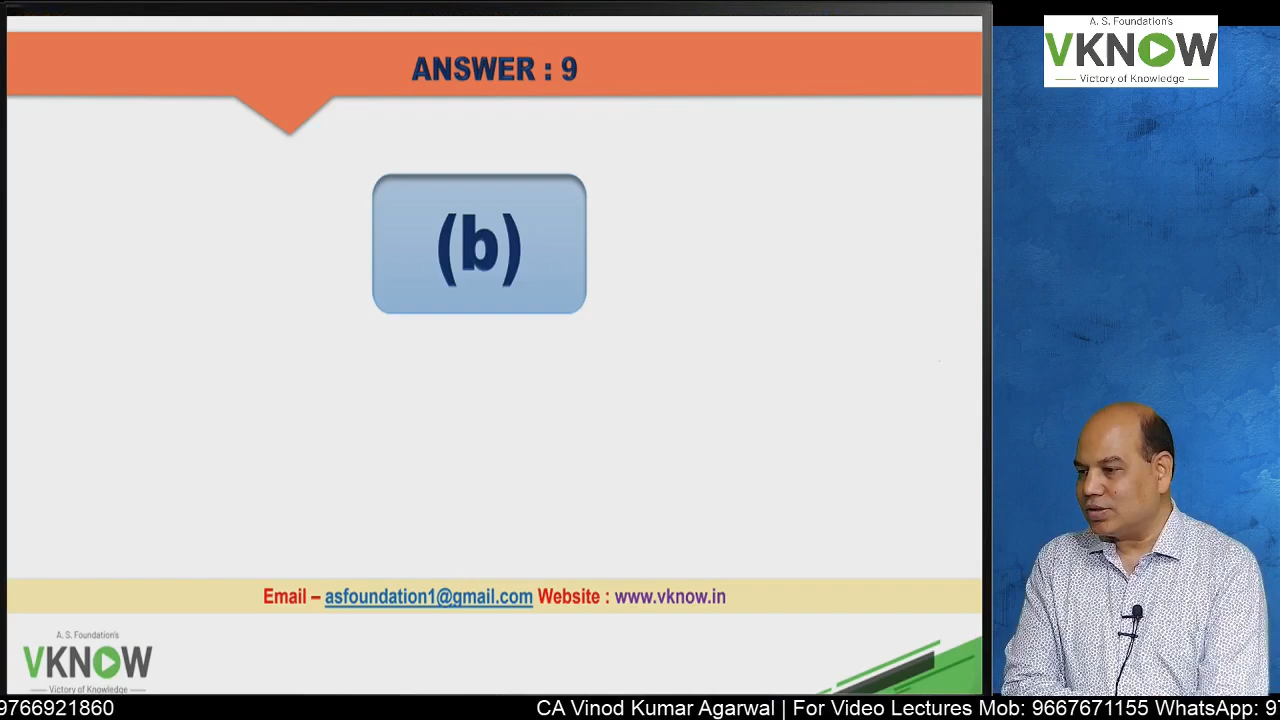 ANSWER : 9
A. S. Foundation's
VKNOW
Victory of Knowledge
(b)
Email – asfoundation1@gmail.com Website : www.vknow.in
A. S. Foundation's
VKNOW
Victory of Knowledge
9766921860 CA Vinod Kumar Agarwal | For Video Lectures Mob: 9667671155 WhatsApp: 9